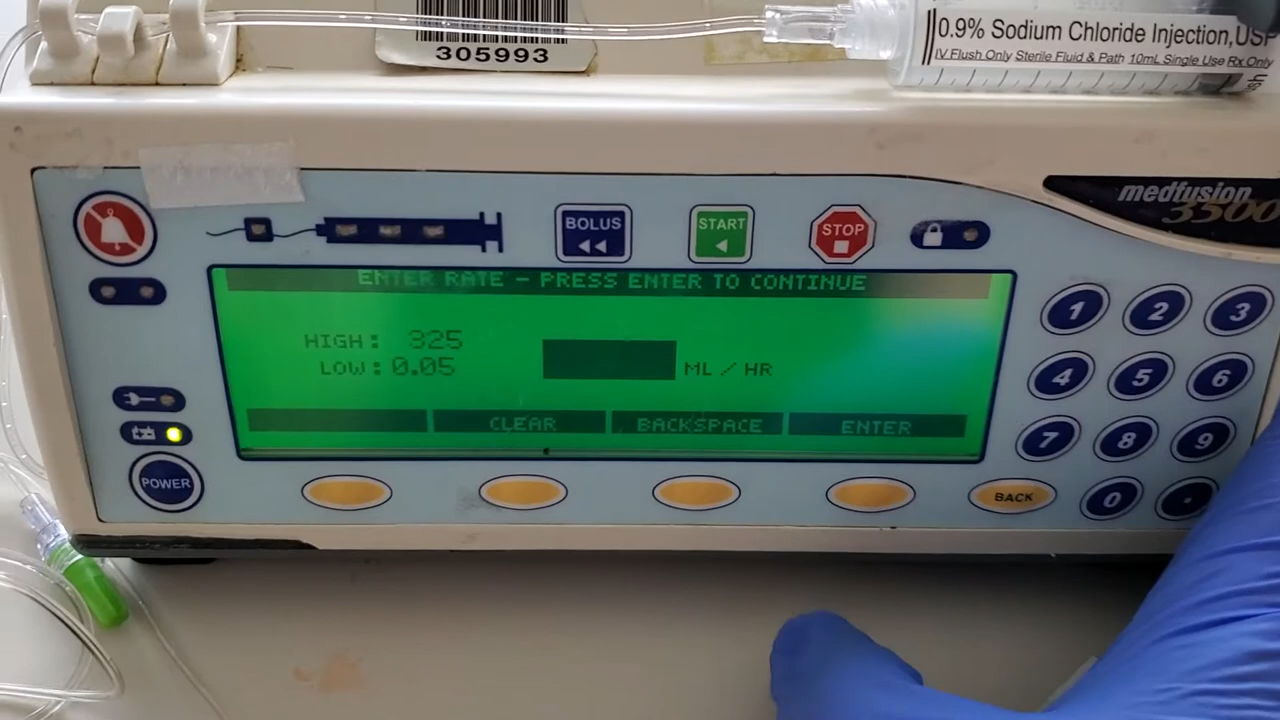 305993
0.9% Sodium Chloride Injection, USP
IV Flush Only Sterile Fluid & Path 10mL Single Use Rx Only
medfusion
3500
BOLUS
START
STOP
ENTER RATE - PRESS ENTER TO CONTINUE
HIGH: 325
LOW: 0.05
ML / HR
CLEAR
BACKSPACE
ENTER
1 2 3
4 5 6
7 8 9
0 .
POWER
BACK